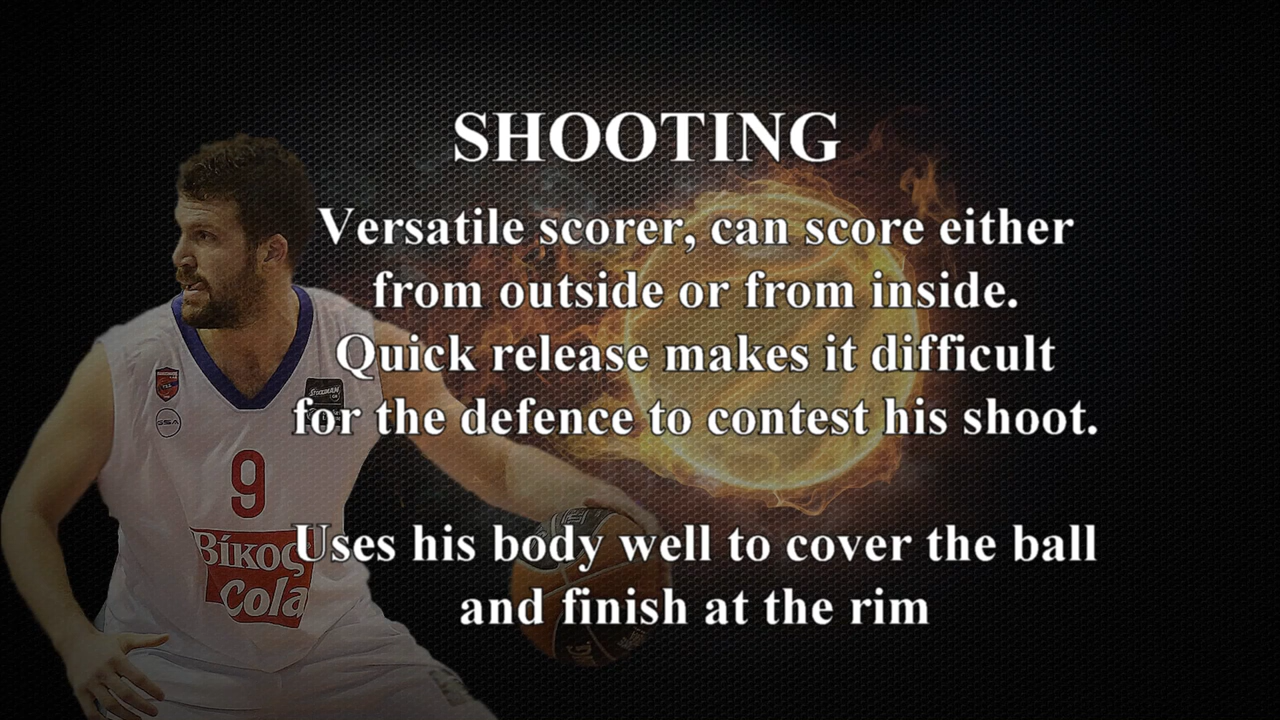 SHOOTING
Versatile scorer, can score either
from outside or from inside.
Quick release makes it difficult
for the defence to contest his shoot.
GSA
9
Βίκος
Cola
Uses his body well to cover the ball
and finish at the rim